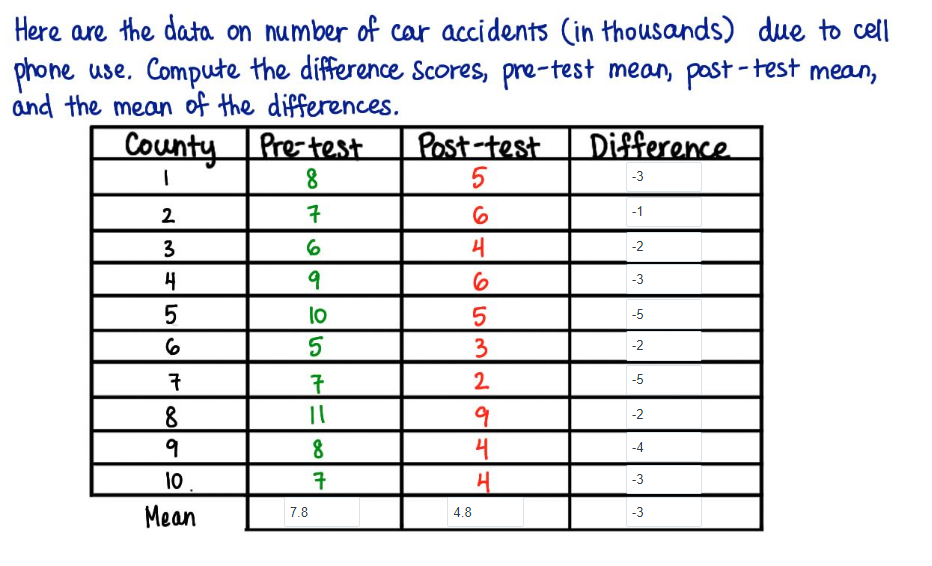 Here are the data on number of car accidents (in thousands) due to cell
phone use. Compute the difference scores, pre-test mean, post-test mean,
and the mean of the differences.
County Pre-test Post-test Difference
1 8 5 -3
2 7 6 -1
3 6 4 -2
4 9 6 -3
5 10 5 -5
6 5 3 -2
7 7 2 -5
8 11 9 -2
9 8 4 -4
10. 7 4 -3
Mean 7.8 4.8 -3